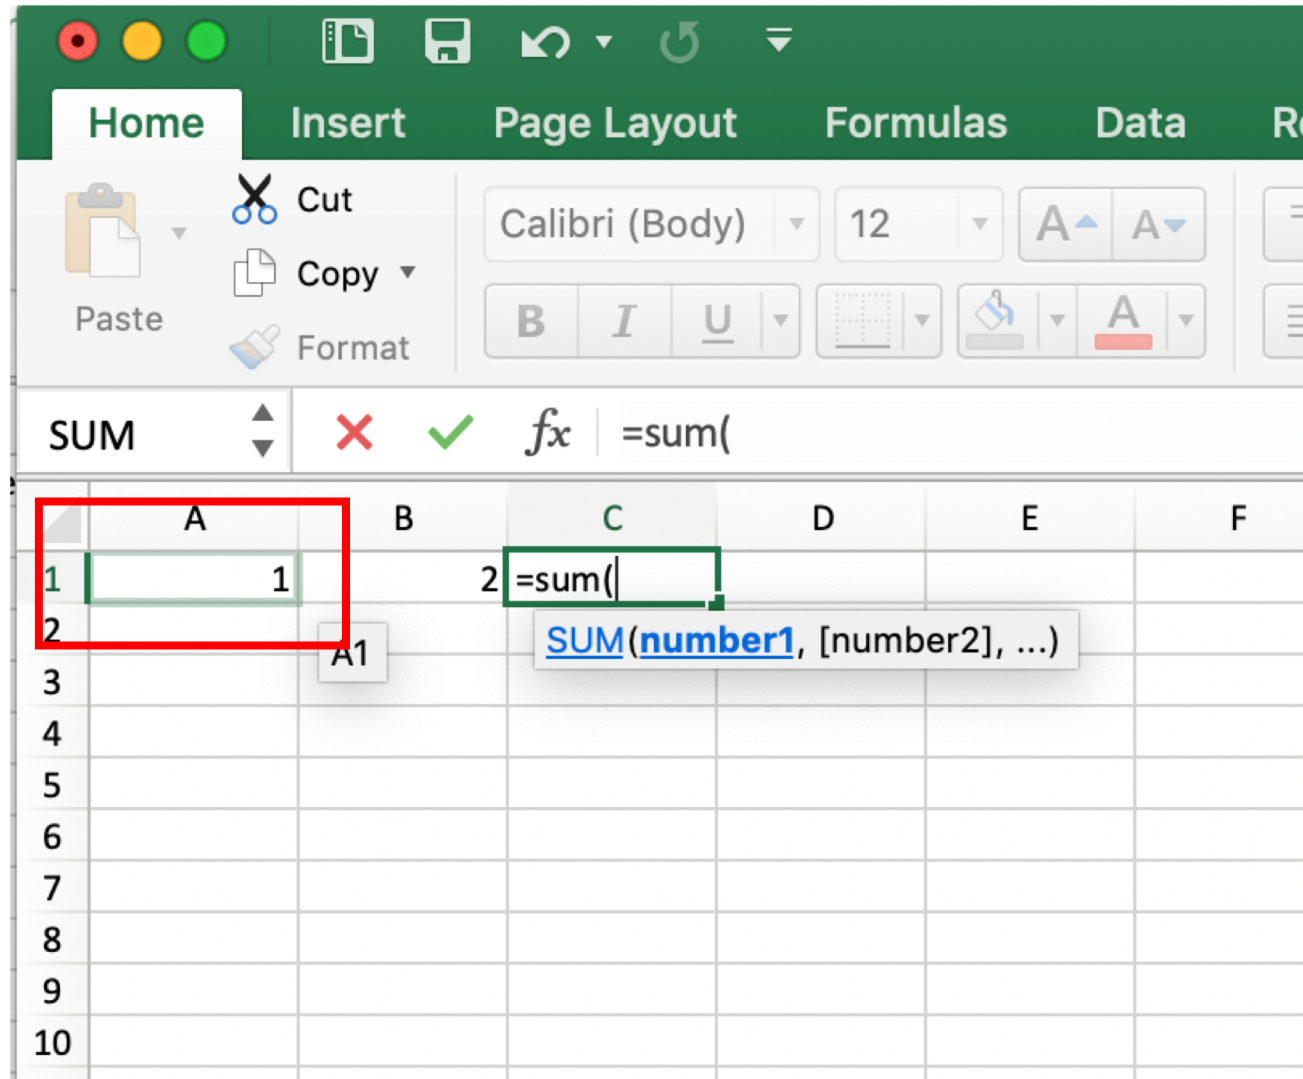 Home Insert Page Layout Formulas Data
Cut
Calibri (Body) 12 A A
Copy
Paste
B I U A
Format
SUM fx =sum(
A B C D E F
1 1 2 =sum(
2
SUM(number1, [number2], ...)
A1
3
4
5
6
7
8
9
10